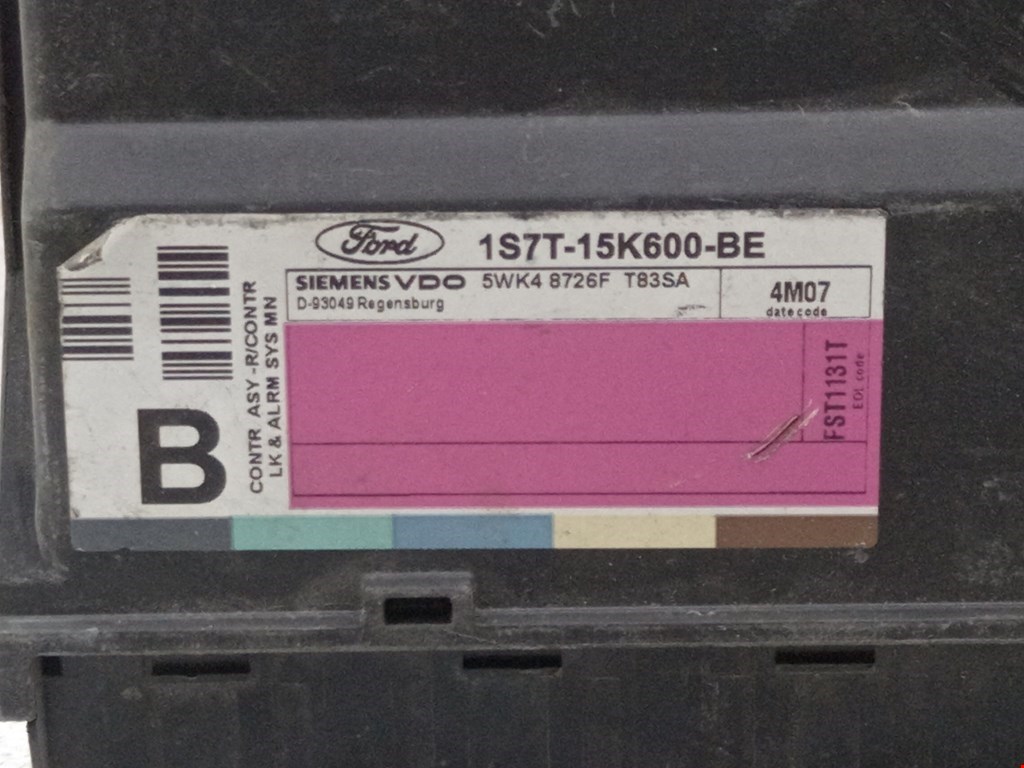 Ford 1S7T-15K600-BE
SIEMENS VDO 5WK4 8726F T83SA
D-93049 Regensburg
4M07
date code
CONTR ASY -R/CONTR
LK & ALRM SYS MN
B
FST1131T
EOL code